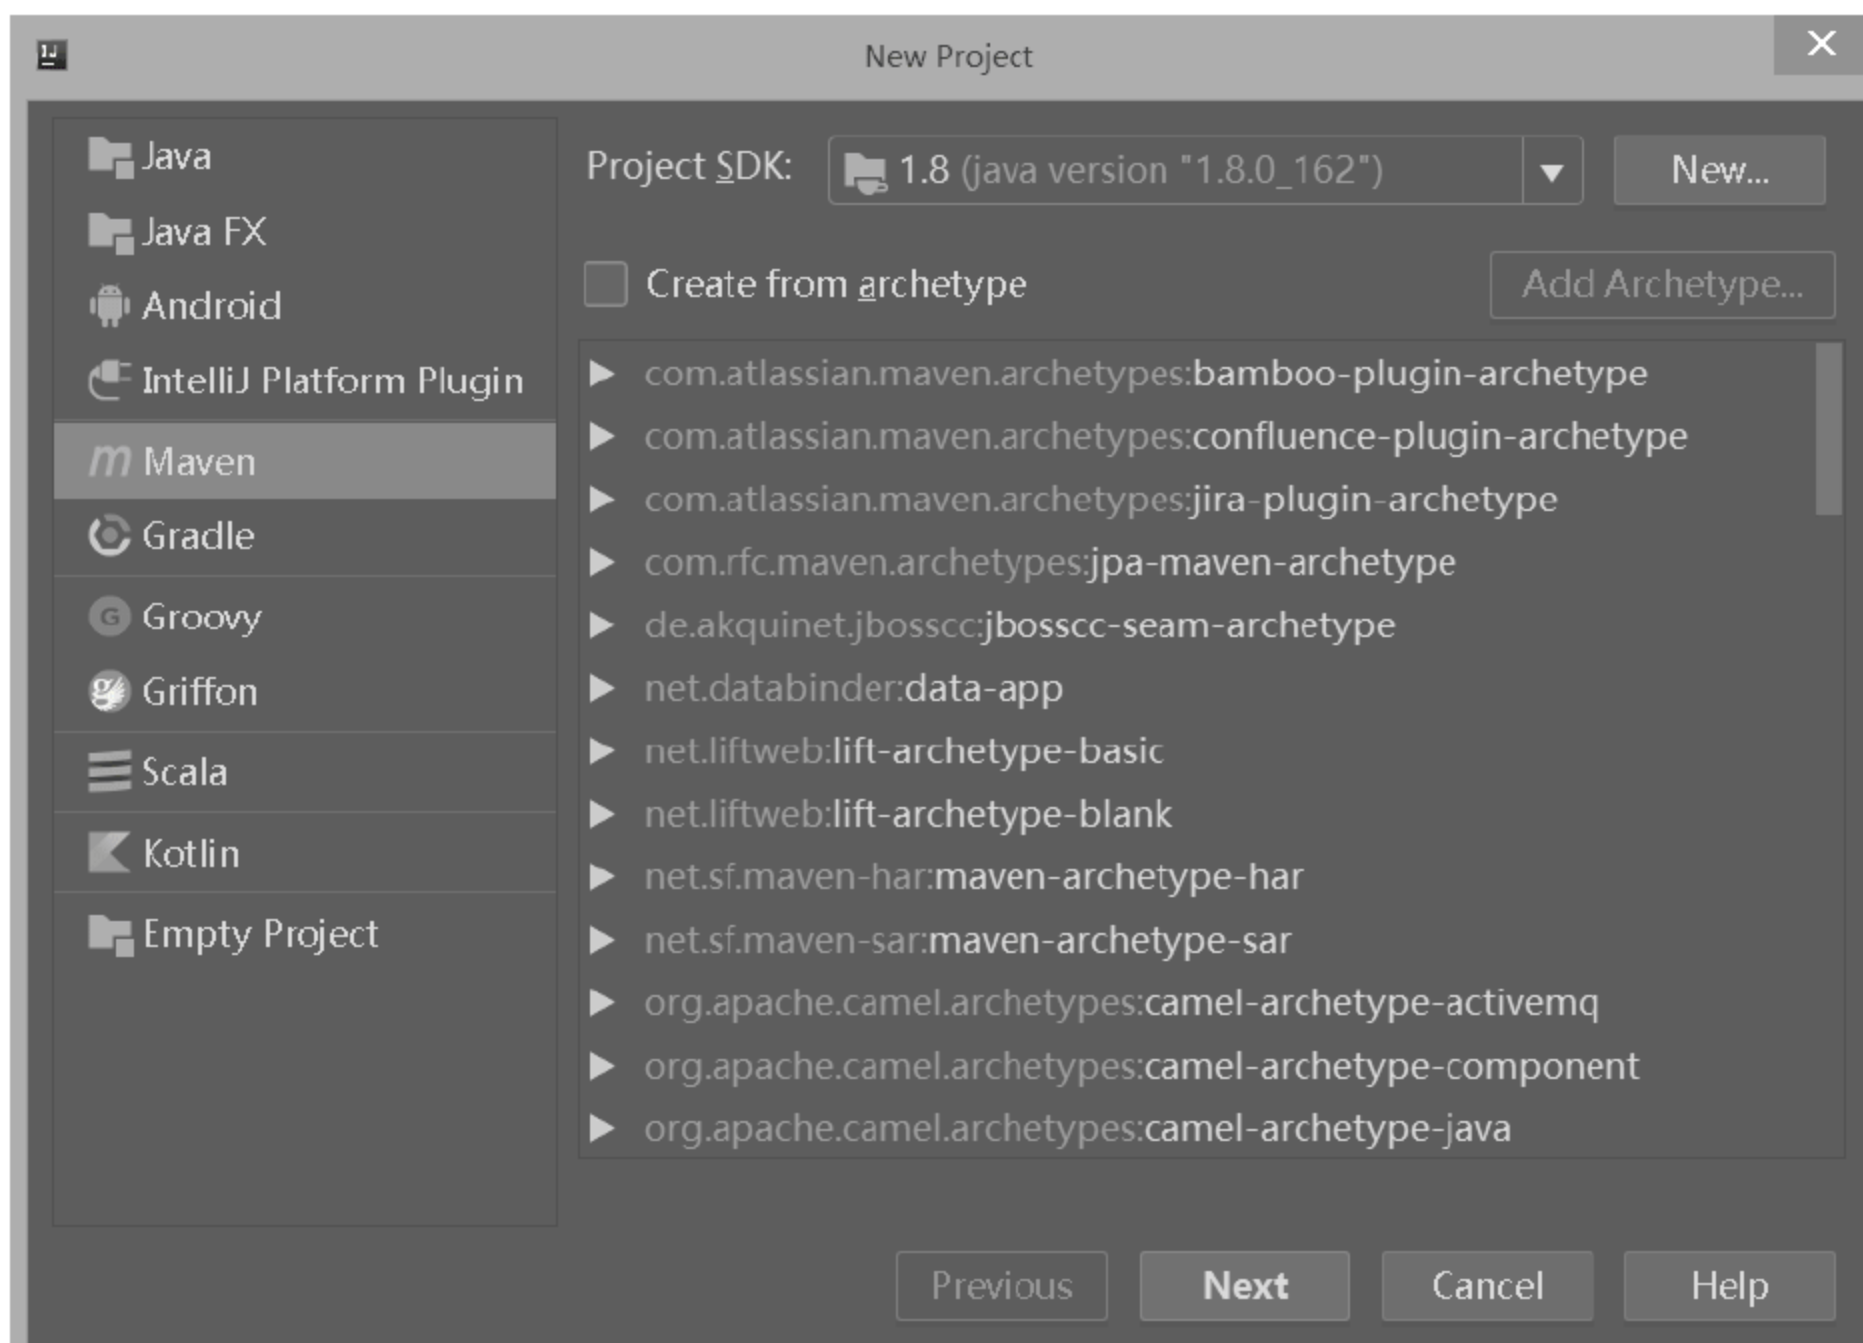 New Project
Java
Java FX
Android
IntelliJ Platform Plugin
Maven
Gradle
Groovy
Griffon
Scala
Kotlin
Empty Project
Project SDK: 1.8 (java version "1.8.0_162") New...
Create from archetype Add Archetype...
com.atlassian.maven.archetypes:bamboo-plugin-archetype
com.atlassian.maven.archetypes:confluence-plugin-archetype
com.atlassian.maven.archetypes:jira-plugin-archetype
com.rfc.maven.archetypes:jpa-maven-archetype
de.akquinet.jbosscc:jbosscc-seam-archetype
net.databinder:data-app
net.liftweb:lift-archetype-basic
net.liftweb:lift-archetype-blank
net.sf.maven-har:maven-archetype-har
net.sf.maven-sar:maven-archetype-sar
org.apache.camel.archetypes:camel-archetype-activemq
org.apache.camel.archetypes:camel-archetype-component
org.apache.camel.archetypes:camel-archetype-java
Previous Next Cancel Help